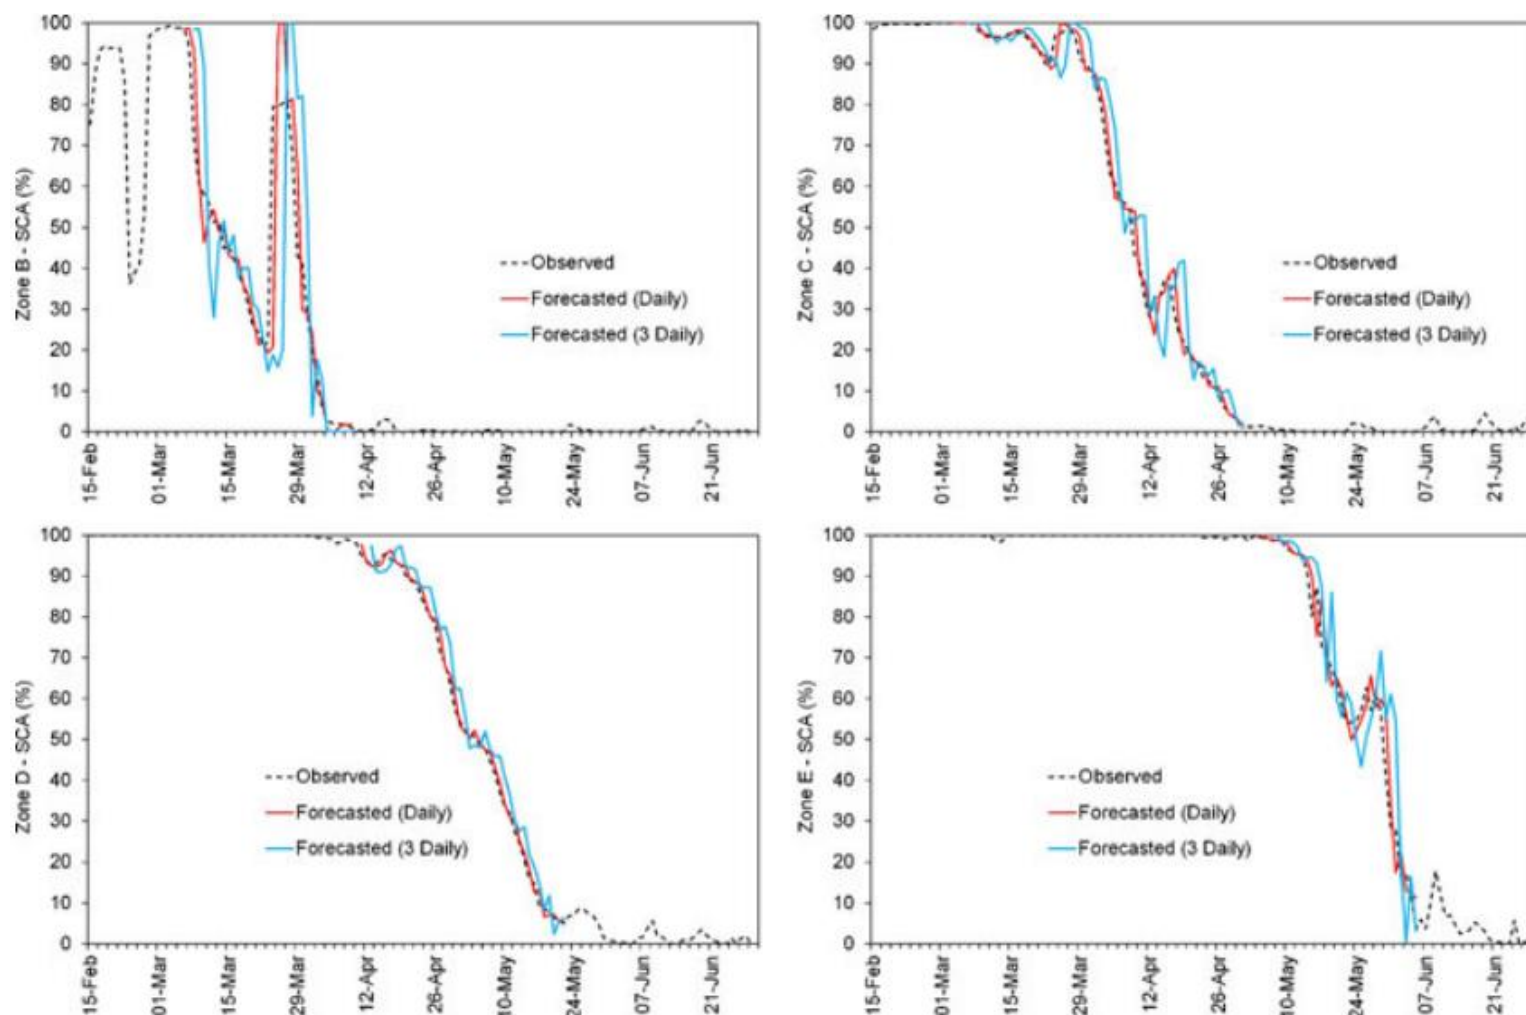 100
90
80
70
60
50
40
30
20
10
0
Zone B - SCA (%)
Observed
Forecasted (Daily)
Forecasted (3 Daily)
15-Feb
01-Mar
15-Mar
29-Mar
12-Apr
26-Apr
10-May
24-May
07-Jun
21-Jun
100
90
80
70
60
50
40
30
20
10
0
Zone C - SCA (%)
Observed
Forecasted (Daily)
Forecasted (3 Daily)
15-Feb
01-Mar
15-Mar
29-Mar
12-Apr
26-Apr
10-May
24-May
07-Jun
21-Jun
100
90
80
70
60
50
40
30
20
10
0
Zone D - SCA (%)
Observed
Forecasted (Daily)
Forecasted (3 Daily)
15-Feb
01-Mar
15-Mar
29-Mar
12-Apr
26-Apr
10-May
24-May
07-Jun
21-Jun
100
90
80
70
60
50
40
30
20
10
0
Zone E - SCA (%)
Observed
Forecasted (Daily)
Forecasted (3 Daily)
15-Feb
01-Mar
15-Mar
29-Mar
12-Apr
26-Apr
10-May
24-May
07-Jun
21-Jun